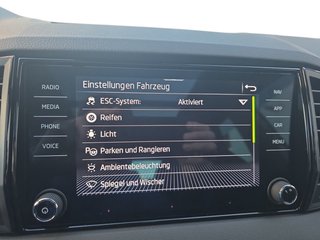 Einstellungen Fahrzeug
ESC-System: Aktiviert
Reifen
Licht
Parken und Rangieren
Ambientebeleuchtung
Spiegel und Wischer
RADIO
MEDIA
PHONE
VOICE
NAV
APP
CAR
MENU